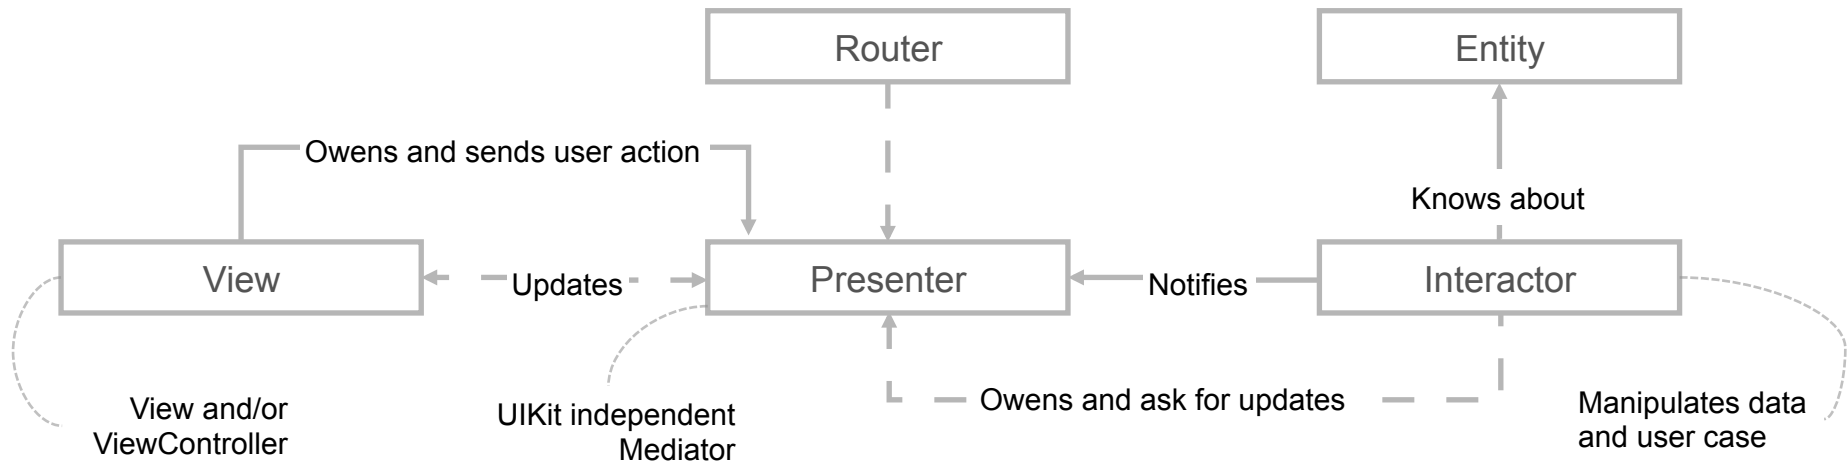 Router
Entity
Owens and sends user action
Knows about
View
Updates
Presenter
Notifies
Interactor
View and/or
ViewController
UIKit independent
Mediator
Owens and ask for updates
Manipulates data
and user case